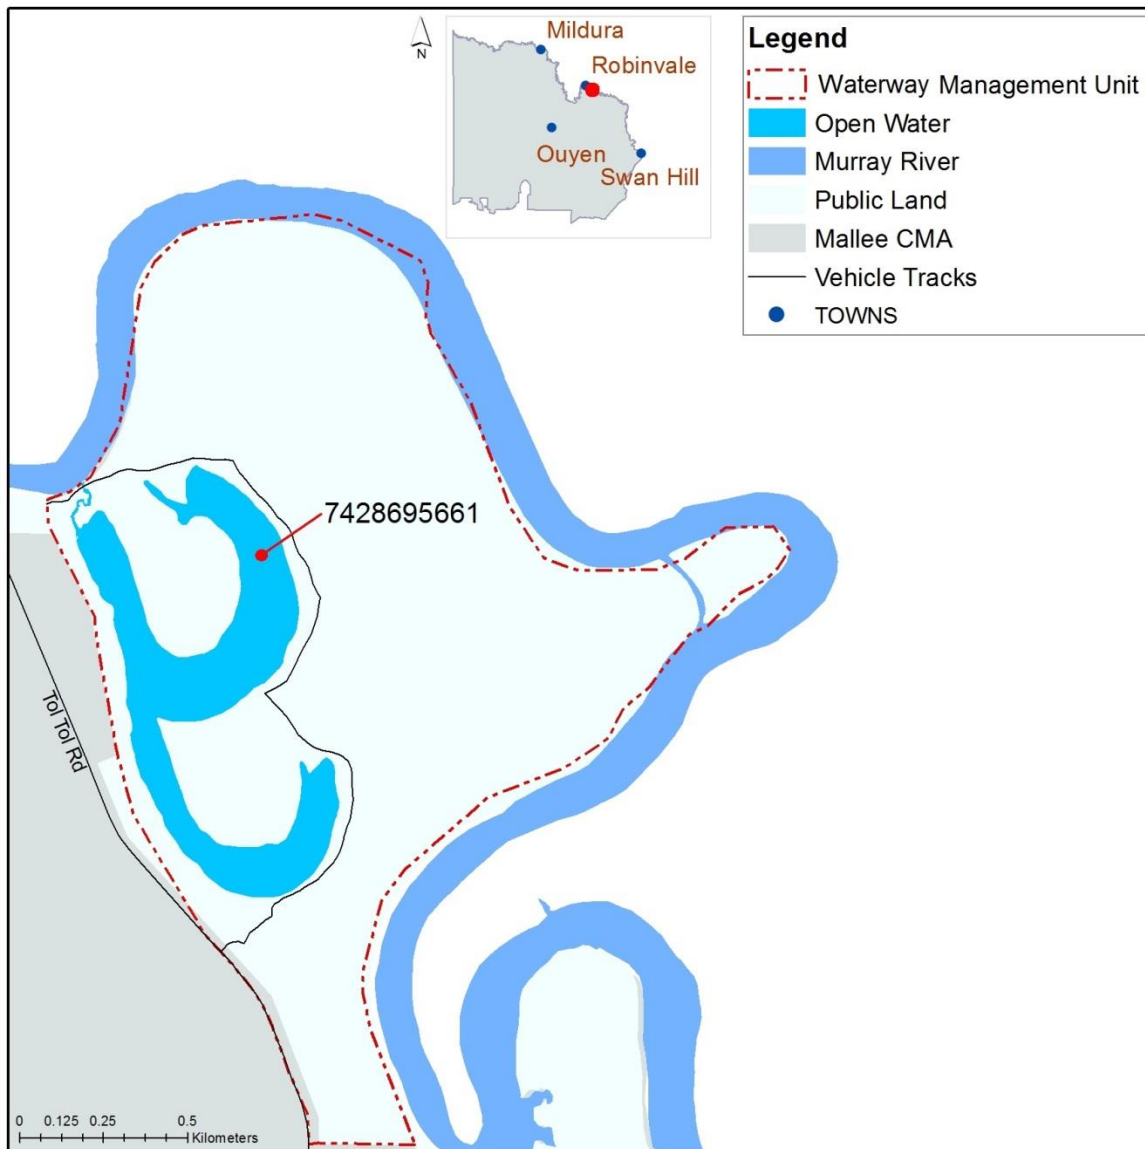 N
Mildura
Robinvale
Ouyen
Swan Hill
Legend
Waterway Management Unit
Open Water
Murray River
Public Land
Mallee CMA
Vehicle Tracks
TOWNS
7428695661
Tol Tol Rd
0 0.125 0.25 0.5
Kilometers